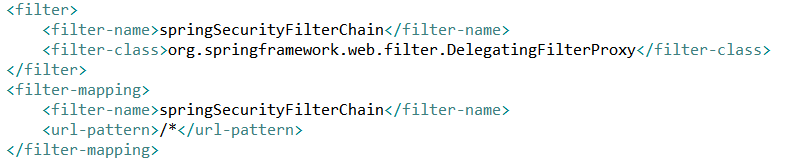 <filter>
    <filter-name>springSecurityFilterChain</filter-name>
    <filter-class>org.springframework.web.filter.DelegatingFilterProxy</filter-class>
</filter>
<filter-mapping>
    <filter-name>springSecurityFilterChain</filter-name>
    <url-pattern>/*</url-pattern>
</filter-mapping>